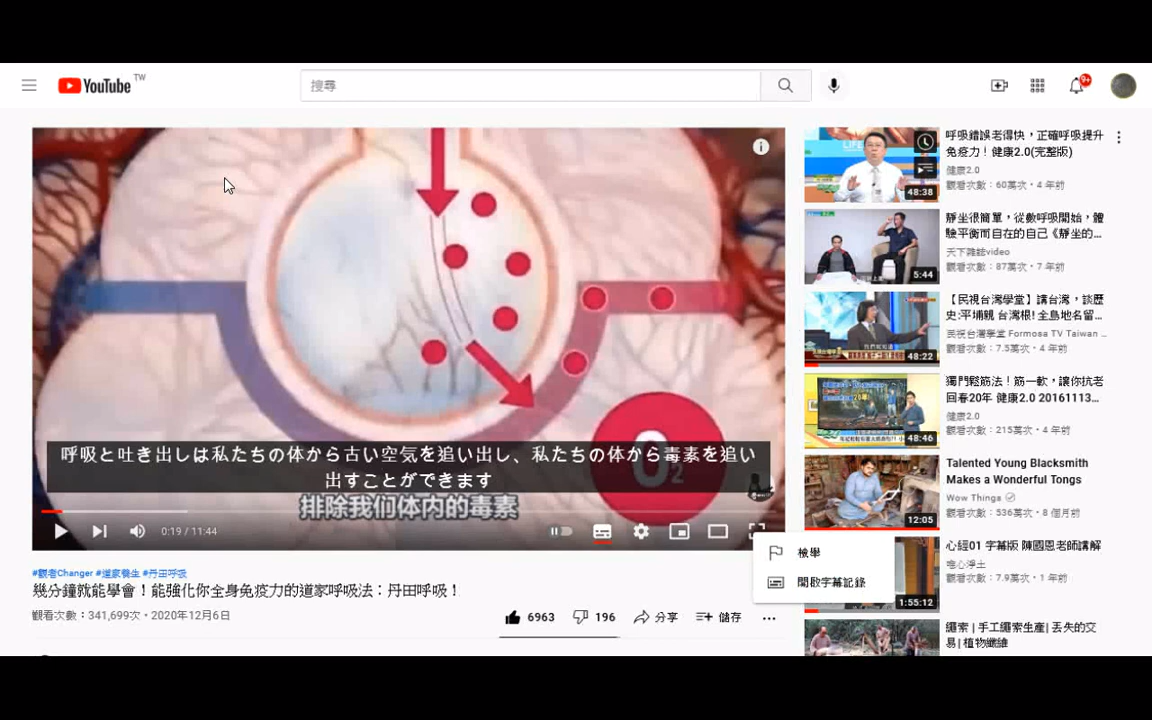 YouTube TW
搜尋
9+
呼吸と吐き出しは私たちの体から古い空気を追い出し、私たちの体から毒素を追い
出すことができます
O2
排除我们体内的毒素
0:19 / 11:44
#觀者Changer #道家養生 #丹田呼吸
幾分鐘就能學會！能強化你全身免疫力的道家呼吸法：丹田呼吸！
觀看次數：341,699次・2020年12月6日
6963
196
分享
儲存
檢舉
開啟字幕記錄
LIFE
48:38
呼吸錯誤老得快，正確呼吸提升
免疫力！健康2.0(完整版)
健康2.0
觀看次數：60萬次・4 年前
5:44
靜坐很簡單，從數呼吸開始，體
驗平衡而自在的自己《靜坐的...
天下雜誌video
觀看次數：87萬次・7 年前
48:22
【民視台灣學堂】講台灣，談歷
史:平埔親 台灣根! 全島地名留...
民視台灣學堂 Formosa TV Taiwan ...
觀看次數：7.5萬次・4 年前
48:46
獨門鬆筋法！筋一軟，讓你抗老
回春20年 健康2.0 20161113...
健康2.0
觀看次數：215萬次・4 年前
12:05
Talented Young Blacksmith
Makes a Wonderful Tongs
Wow Things
觀看次數：536萬次・8 個月前
1:55:12
心經01 字幕版 陳國恩老師講解
唯心淨土
觀看次數：7.9萬次・1 年前
繩索 | 手工繩索生產| 丟失的交
易| 植物纖維